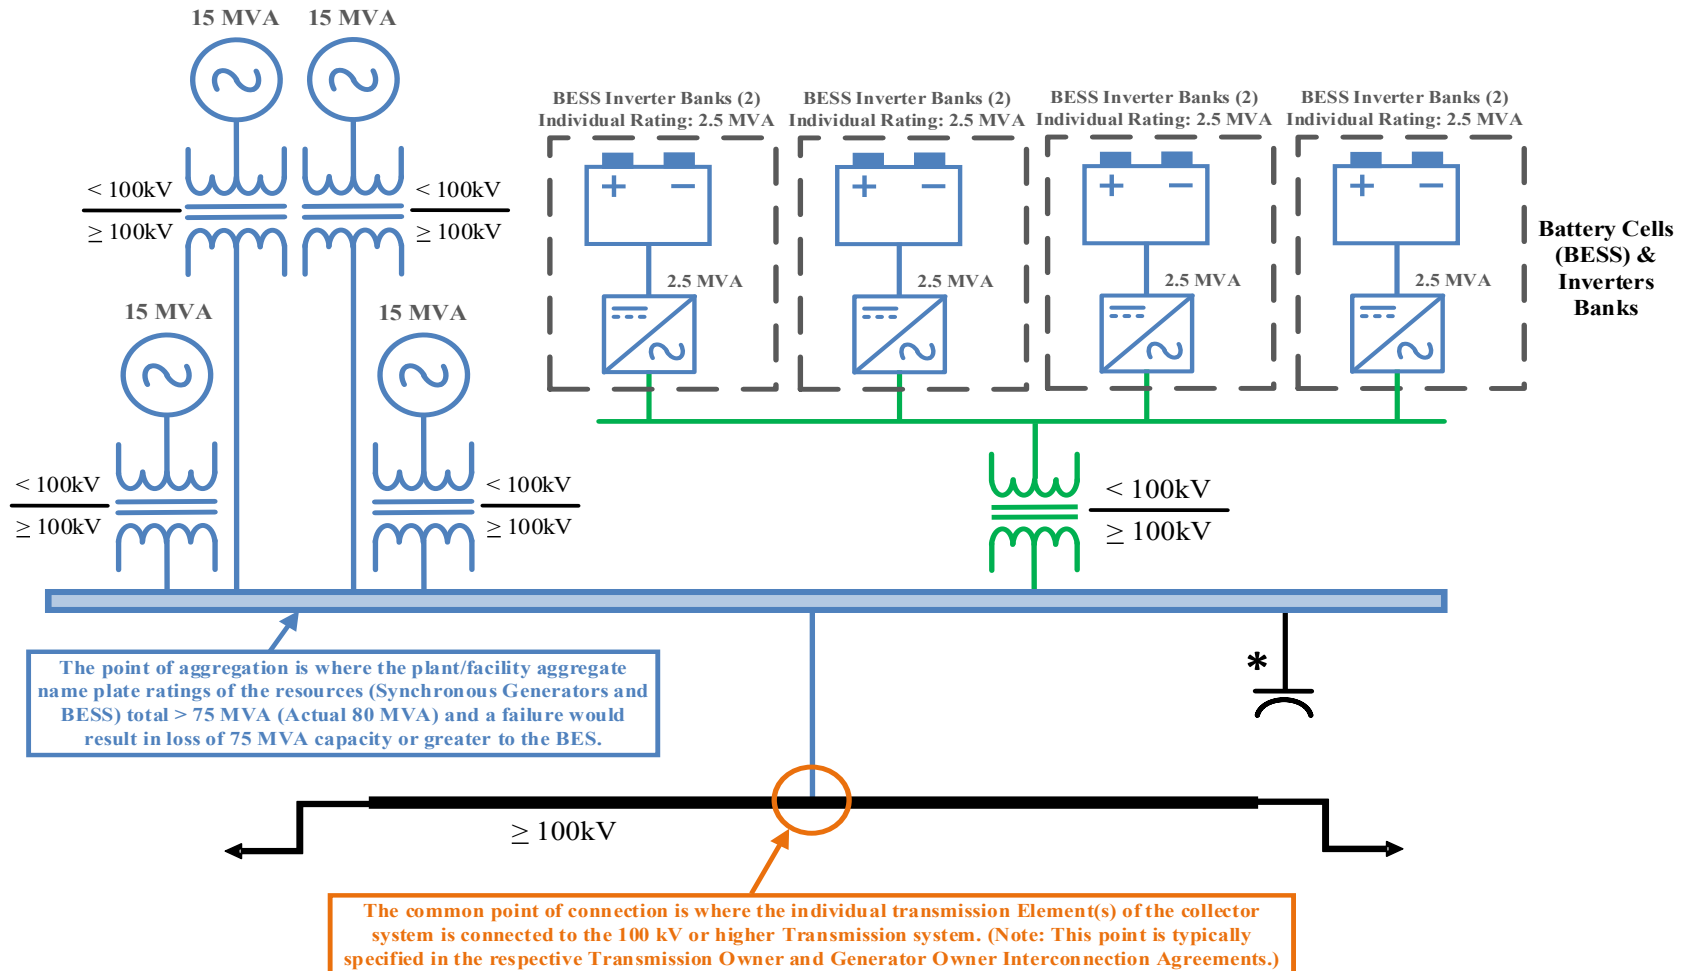 15 MVA
15 MVA
BESS Inverter Banks (2)
Individual Rating: 2.5 MVA
BESS Inverter Banks (2)
Individual Rating: 2.5 MVA
BESS Inverter Banks (2)
Individual Rating: 2.5 MVA
BESS Inverter Banks (2)
Individual Rating: 2.5 MVA
+ −
+ −
+ −
+ −
< 100kV
≥ 100kV
< 100kV
≥ 100kV
Battery Cells
(BESS) &
Inverters
Banks
2.5 MVA
2.5 MVA
2.5 MVA
2.5 MVA
15 MVA
15 MVA
< 100kV
≥ 100kV
< 100kV
≥ 100kV
< 100kV
≥ 100kV
The point of aggregation is where the plant/facility aggregate
name plate ratings of the resources (Synchronous Generators and
BESS) total > 75 MVA (Actual 80 MVA) and a failure would
result in loss of 75 MVA capacity or greater to the BES.
*
≥ 100kV
The common point of connection is where the individual transmission Element(s) of the collector
system is connected to the 100 kV or higher Transmission system. (Note: This point is typically
specified in the respective Transmission Owner and Generator Owner Interconnection Agreements.)